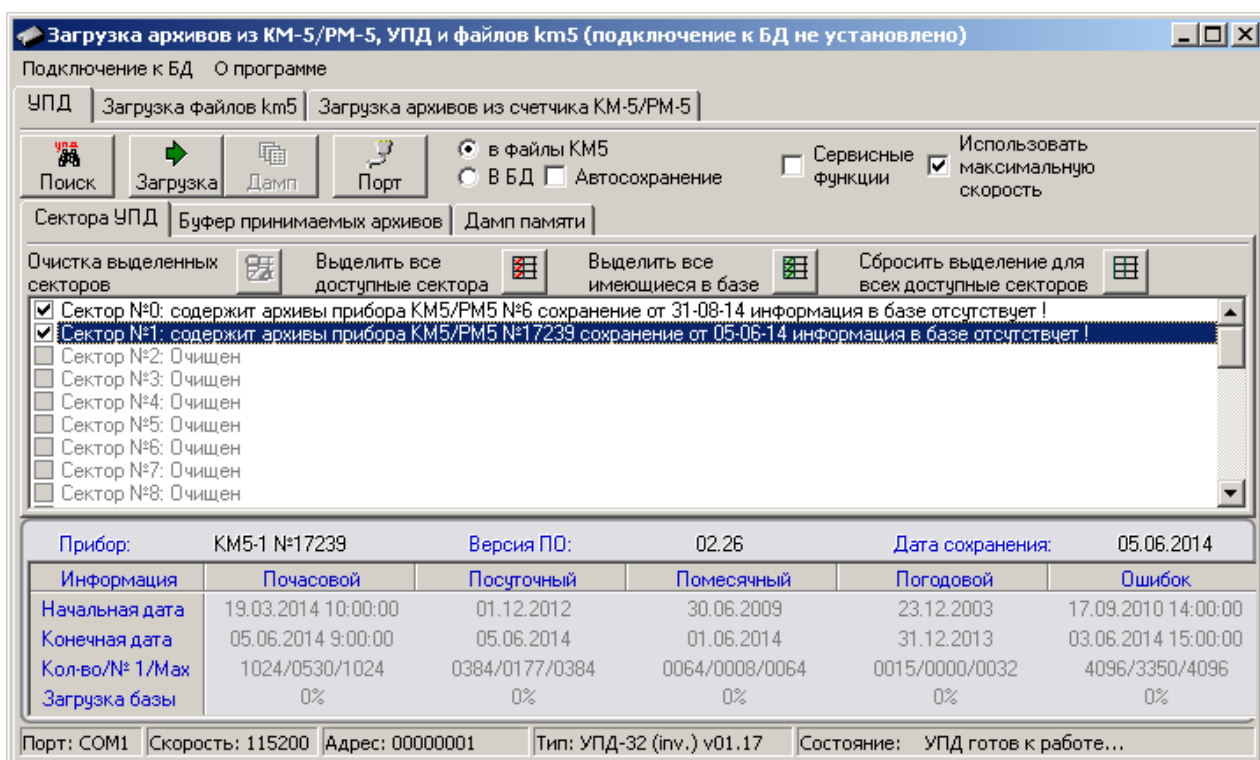 Загрузка архивов из КМ-5/РМ-5, УПД и файлов km5 (подключение к БД не установлено)
Подключение к БД О программе
УПД Загрузка файлов km5 Загрузка архивов из счетчика КМ-5/РМ-5
упд Поиск Загрузка Дамп Порт
в файлы КМ5
В БД Автосохранение
Сервисные функции
Использовать максимальную скорость
Сектора УПД Буфер принимаемых архивов Дамп памяти
Очистка выделенных секторов
Выделить все доступные сектора
Выделить все имеющиеся в базе
Сбросить выделение для всех доступные секторов
Сектор №0: содержит архивы прибора КМ5/РМ5 №6 сохранение от 31-08-14 информация в базе отсутствует !
Сектор №1: содержит архивы прибора КМ5/РМ5 №17239 сохранение от 05-06-14 информация в базе отсутствует !
Сектор №2: Очищен
Сектор №3: Очищен
Сектор №4: Очищен
Сектор №5: Очищен
Сектор №6: Очищен
Сектор №7: Очищен
Сектор №8: Очищен
Прибор: КМ5-1 №17239 Версия ПО: 02.26 Дата сохранения: 05.06.2014
Информация Почасовой Посуточный Помесячный Погодовой Ошибок
Начальная дата 19.03.2014 10:00:00 01.12.2012 30.06.2009 23.12.2003 17.09.2010 14:00:00
Конечная дата 05.06.2014 9:00:00 05.06.2014 01.06.2014 31.12.2013 03.06.2014 15:00:00
Кол-во/№ 1/Max 1024/0530/1024 0384/0177/0384 0064/0008/0064 0015/0000/0032 4096/3350/4096
Загрузка базы 0% 0% 0% 0% 0%
Порт: COM1 Скорость: 115200 Адрес: 00000001 Тип: УПД-32 (inv.) v01.17 Состояние: УПД готов к работе...